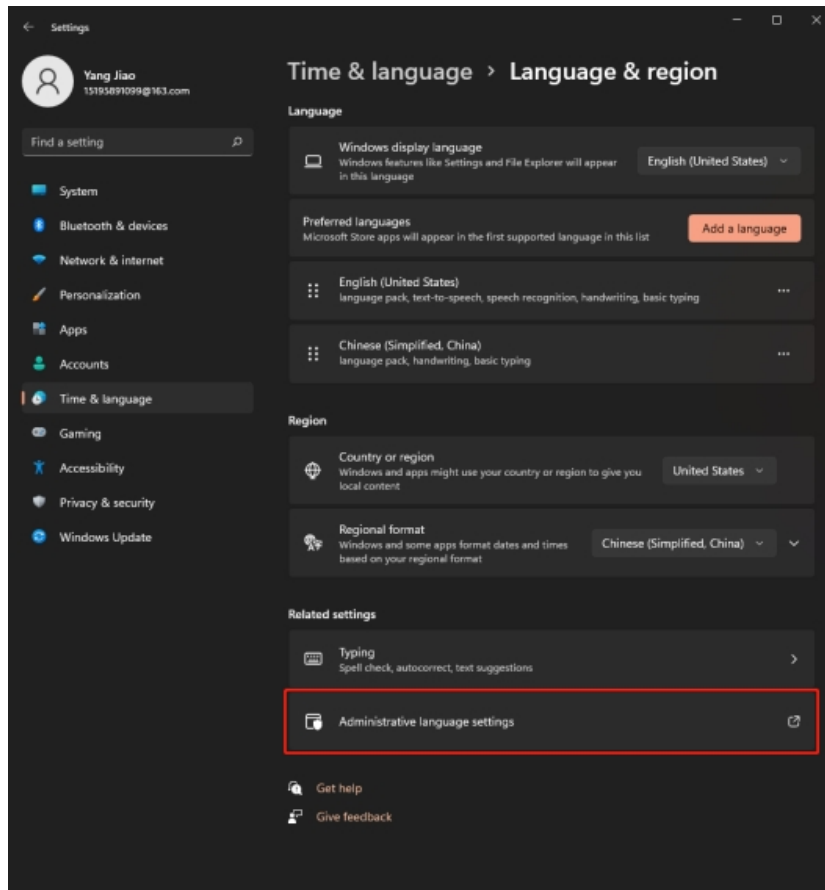 Settings
Yang Jiao
15195891099@163.com
Find a setting
System
Bluetooth & devices
Network & internet
Personalization
Apps
Accounts
Time & language
Gaming
Accessibility
Privacy & security
Windows Update
Time & language > Language & region
Language
Windows display language
Windows features like Settings and File Explorer will appear
in this language
English (United States)
Preferred languages
Microsoft Store apps will appear in the first supported language in this list
Add a language
English (United States)
language pack, text-to-speech, speech recognition, handwriting, basic typing
Chinese (Simplified, China)
language pack, handwriting, basic typing
Region
Country or region
Windows and apps might use your country or region to give you
local content
United States
Regional format
Windows and some apps format dates and times
based on your regional format
Chinese (Simplified, China)
Related settings
Typing
Spell check, autocorrect, text suggestions
Administrative language settings
Get help
Give feedback